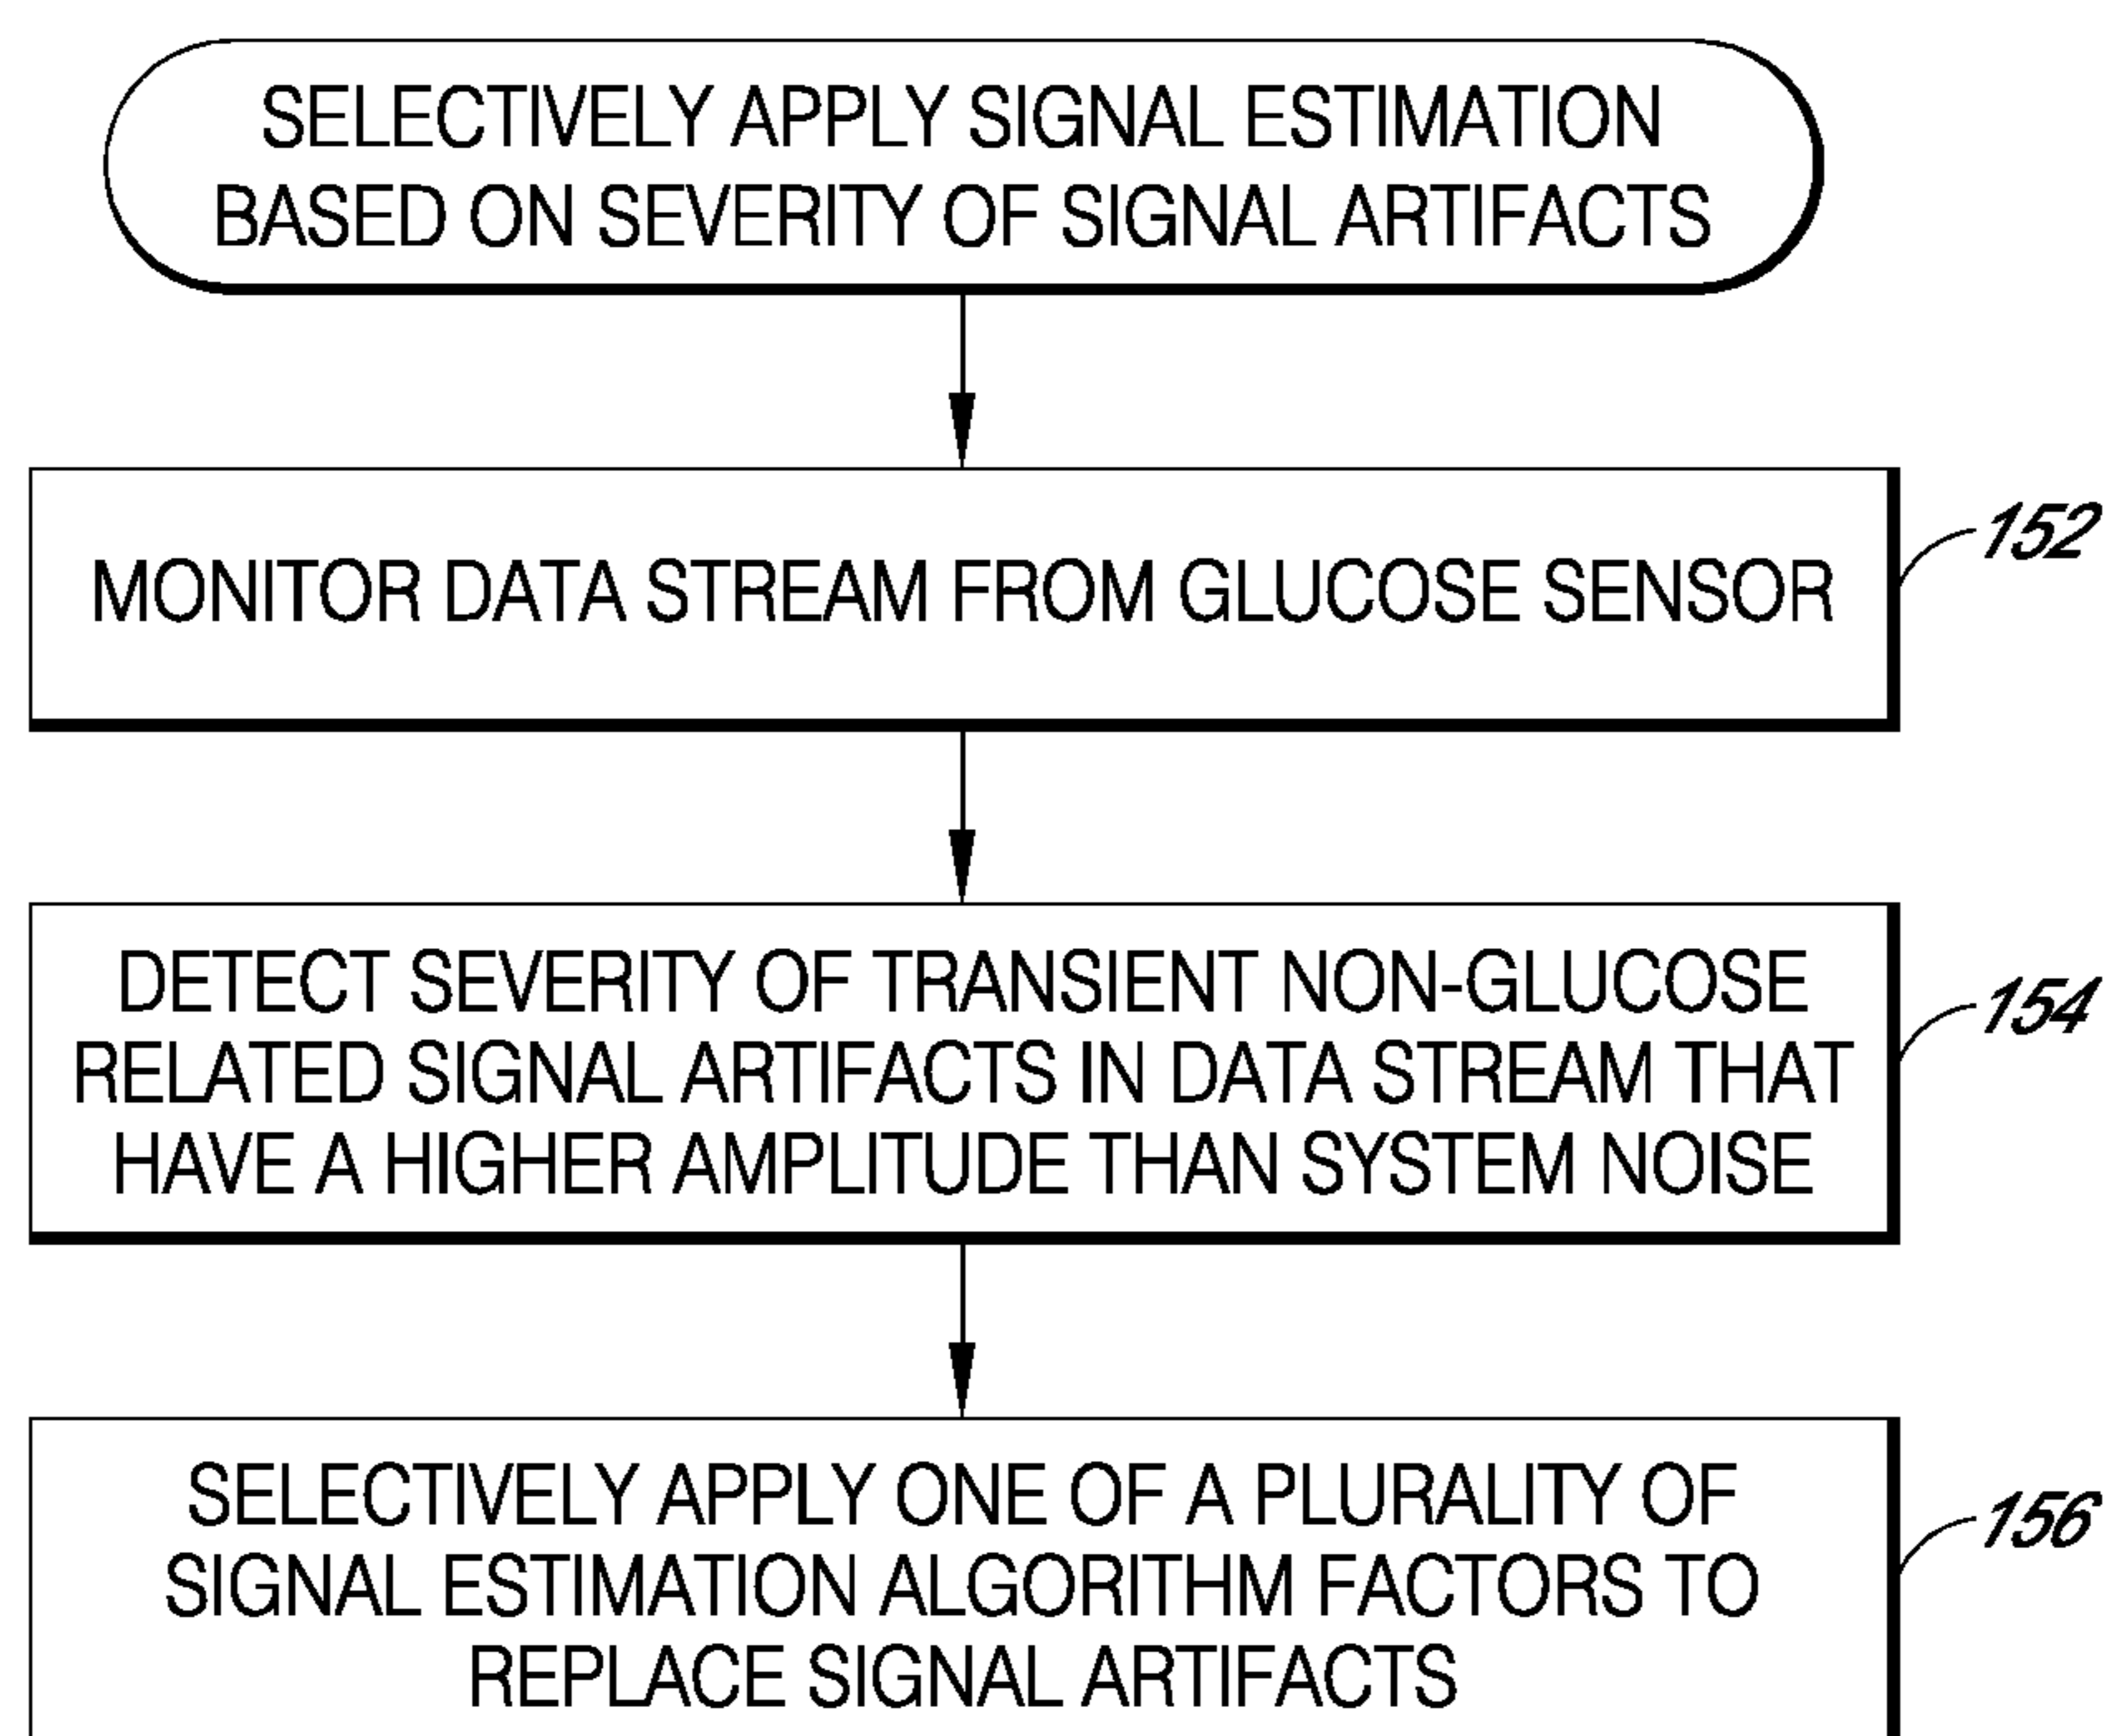 SELECTIVELY APPLY SIGNAL ESTIMATION
BASED ON SEVERITY OF SIGNAL ARTIFACTS
MONITOR DATA STREAM FROM GLUCOSE SENSOR
152
DETECT SEVERITY OF TRANSIENT NON-GLUCOSE
RELATED SIGNAL ARTIFACTS IN DATA STREAM THAT
HAVE A HIGHER AMPLITUDE THAN SYSTEM NOISE
154
SELECTIVELY APPLY ONE OF A PLURALITY OF
SIGNAL ESTIMATION ALGORITHM FACTORS TO
REPLACE SIGNAL ARTIFACTS
156